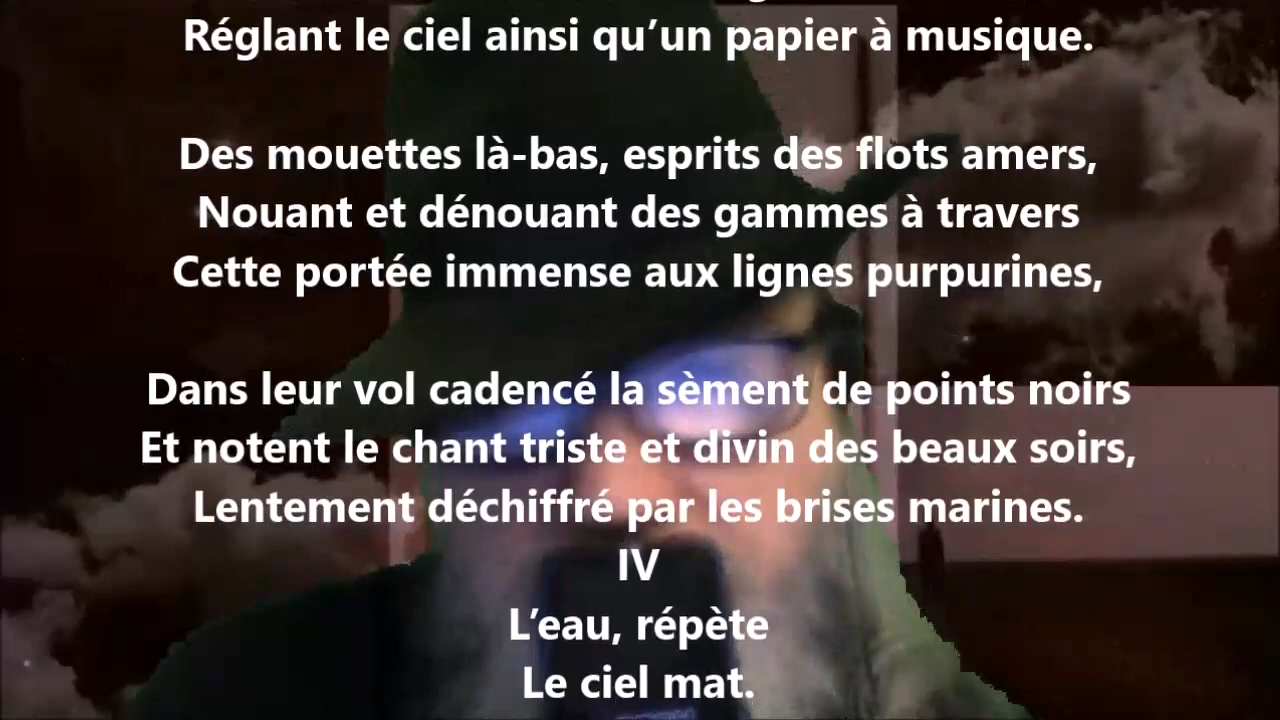 Réglant le ciel ainsi qu’un papier à musique.
Des mouettes là-bas, esprits des flots amers,
Nouant et dénouant des gammes à travers
Cette portée immense aux lignes purpurines,
Dans leur vol cadencé la sèment de points noirs
Et notent le chant triste et divin des beaux soirs,
Lentement déchiffré par les brises marines.
IV
L’eau, répète
Le ciel mat.